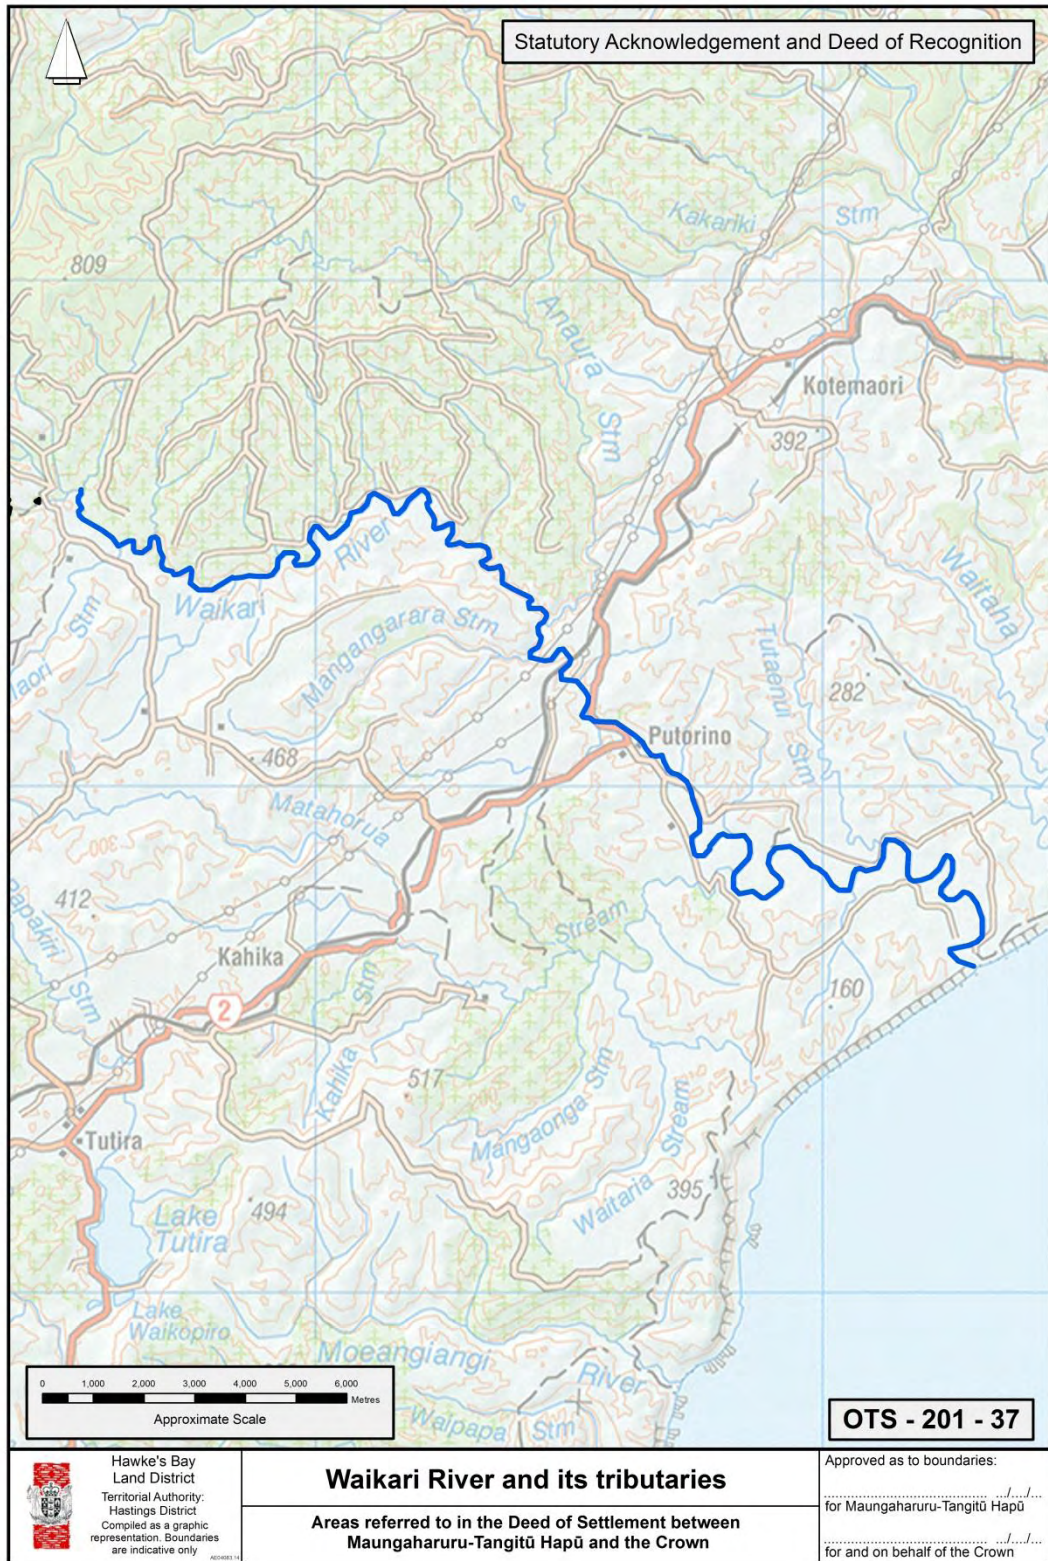 Statutory Acknowledgement and Deed of Recognition
Kakariki Stm
809
Anaura Stm
Kotemaori
392
Waikari River
Waitaha
Stm
Mangangarara Stm
Tutaenui Stm
282
Putorino
468
Matahorua
300
412
Stream
Kahika
Stm
2
160
Kahika Stm
517
Mangaonga Stm
Tutira
Waitaria Stream
395
Lake
Tutira
494
Lake
Waikopiro
Moeangiangi River
Waipapa Stm
0 1,000 2,000 3,000 4,000 5,000 6,000
Metres
Approximate Scale
OTS - 201 - 37
Hawke's Bay
Land District
Territorial Authority:
Hastings District
Compiled as a graphic
representation. Boundaries
are indicative only
Waikari River and its tributaries
Areas referred to in the Deed of Settlement between
Maungaharuru-Tangitū Hapū and the Crown
Approved as to boundaries:
.../.../...
for Maungaharuru-Tangitū Hapū
.../.../...
for and on behalf of the Crown